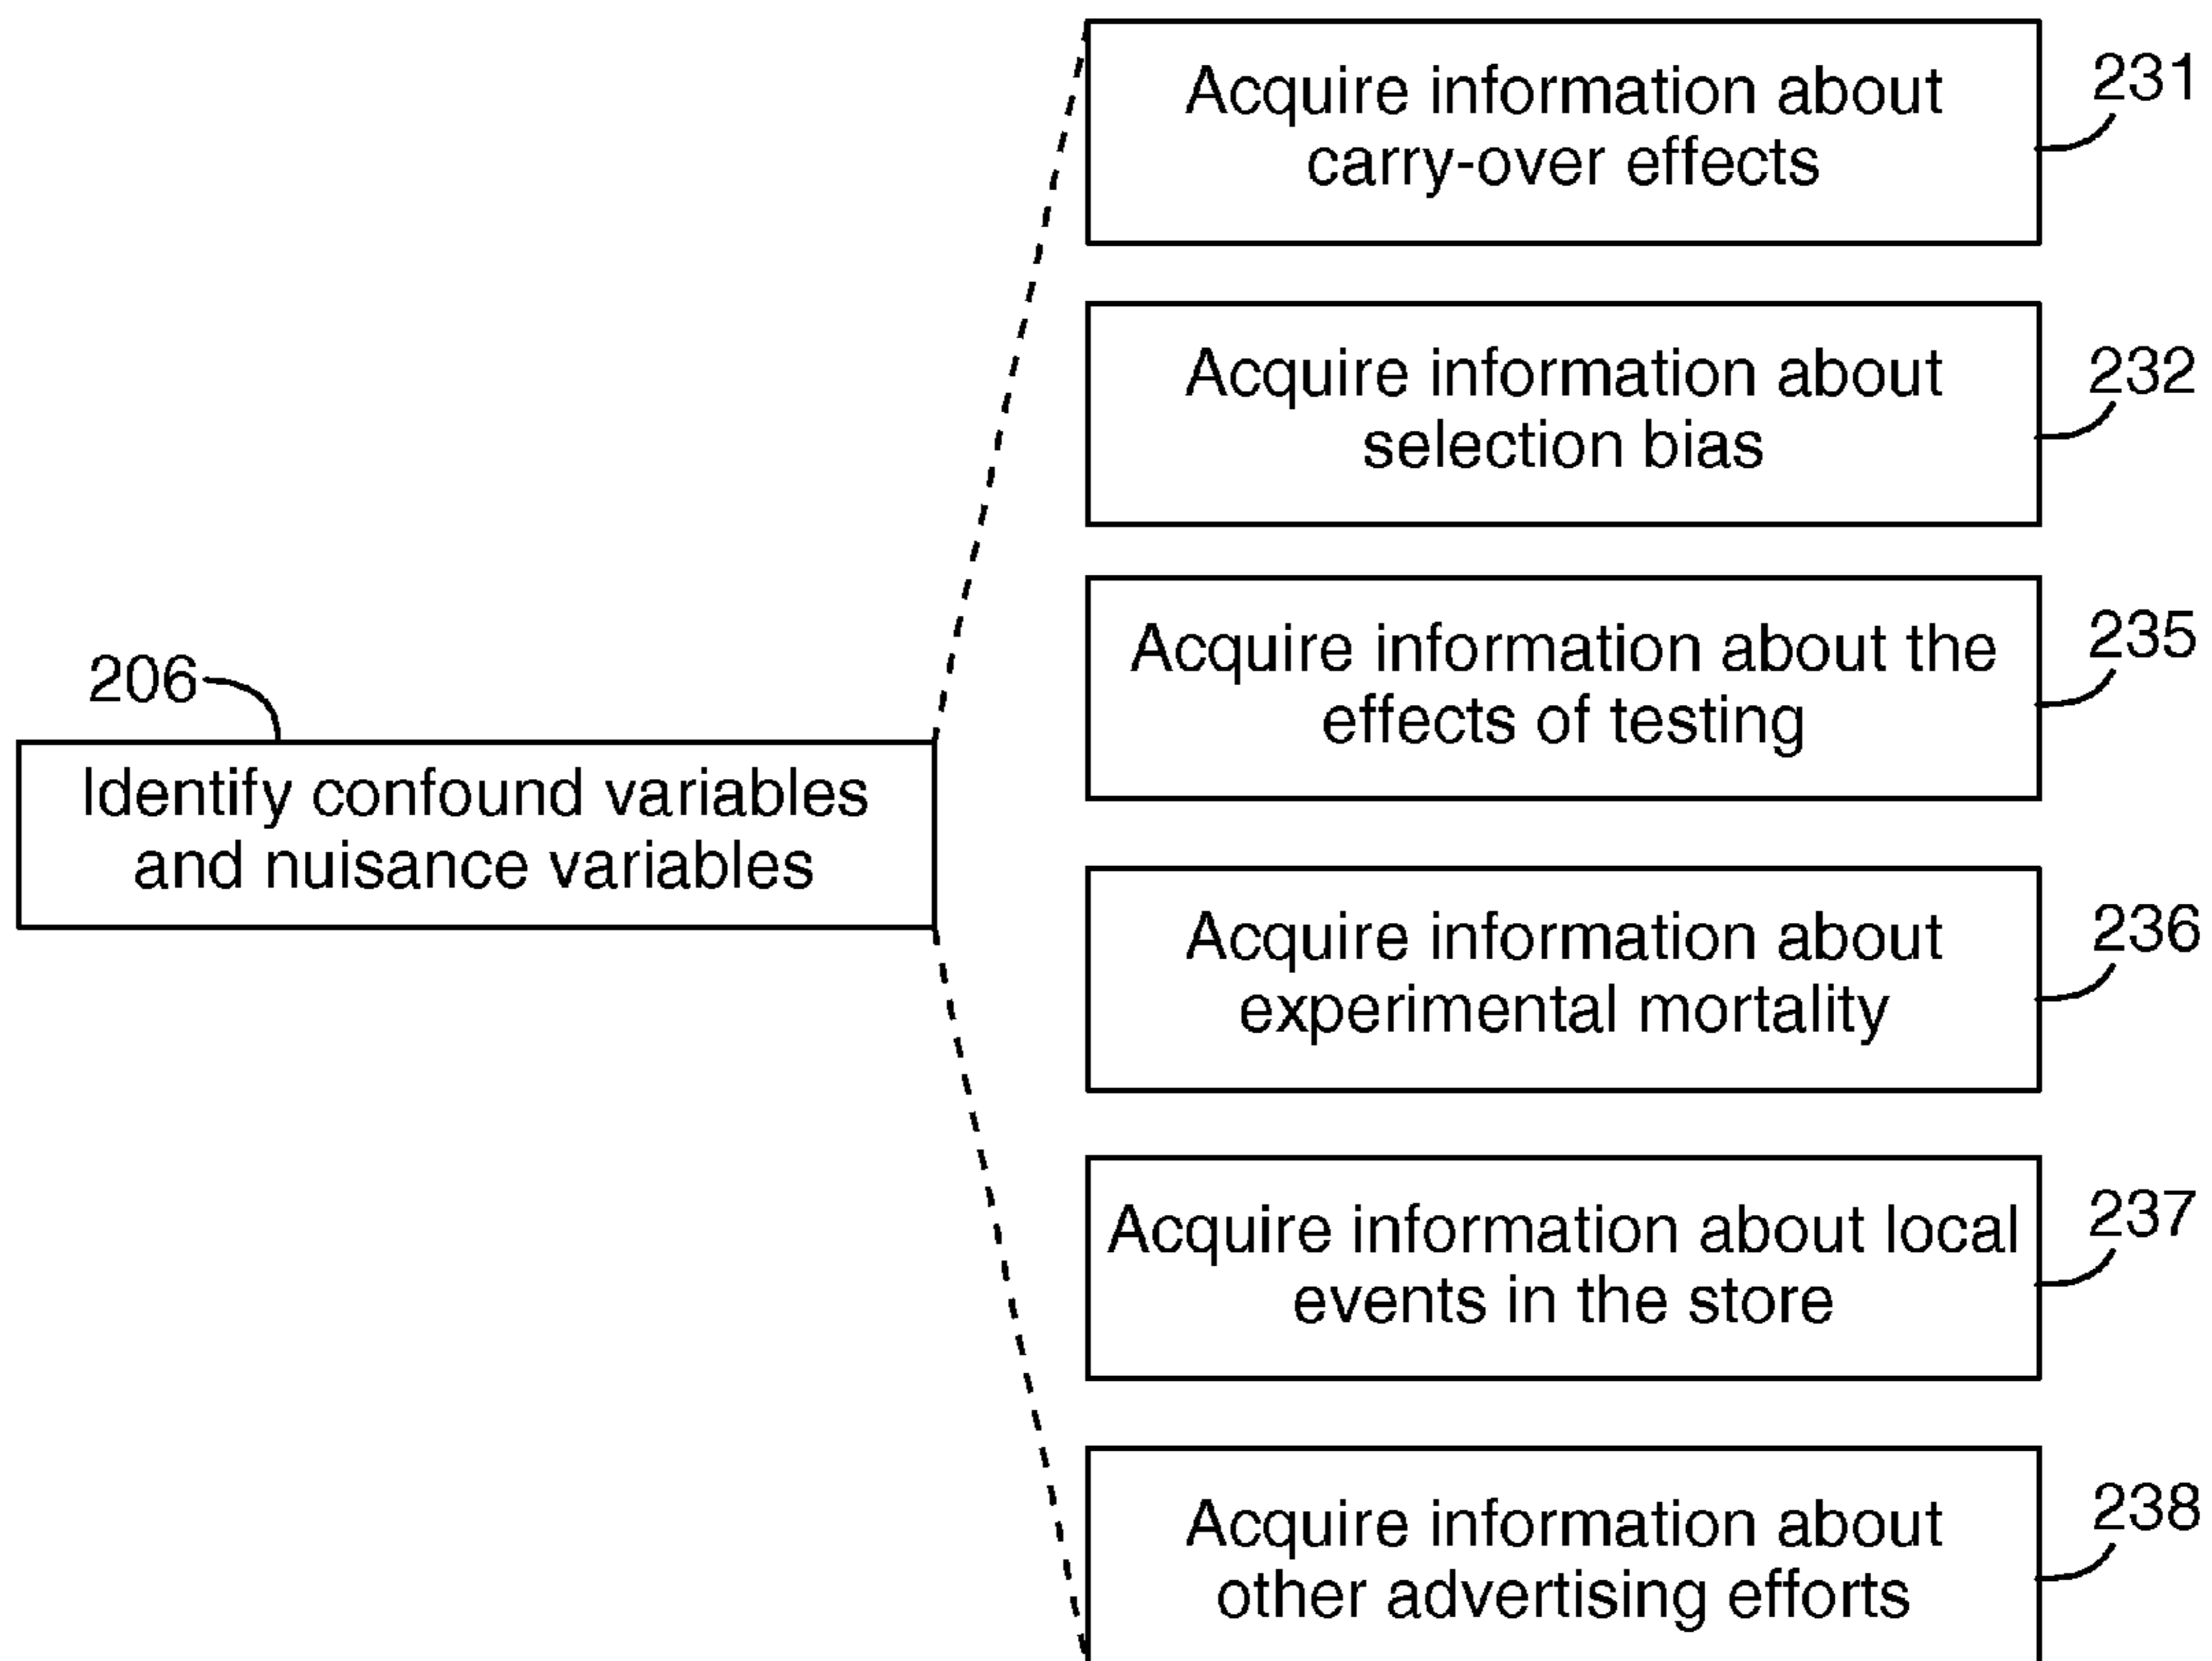 Acquire information about
carry-over effects
231
Acquire information about
selection bias
232
Acquire information about the
effects of testing
235
206
Identify confound variables
and nuisance variables
Acquire information about
experimental mortality
236
Acquire information about local
events in the store
237
Acquire information about
other advertising efforts
238